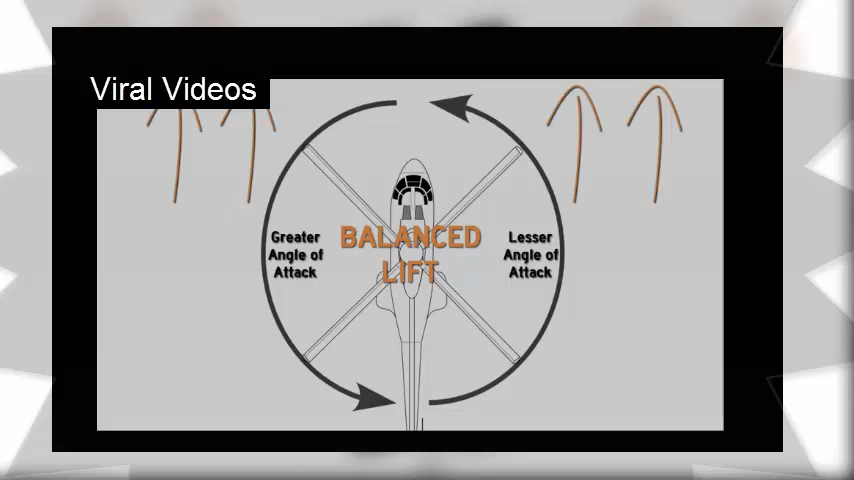 Viral Videos
Greater
Angle of
Attack
BALANCED
LIFT
Lesser
Angle of
Attack